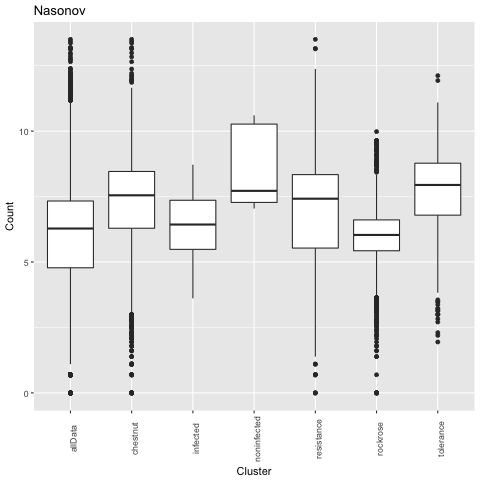 Nasonov
Count
10
5
0
allData
chestnut
infected
noninfected
resistance
rockrose
tolerance
Cluster